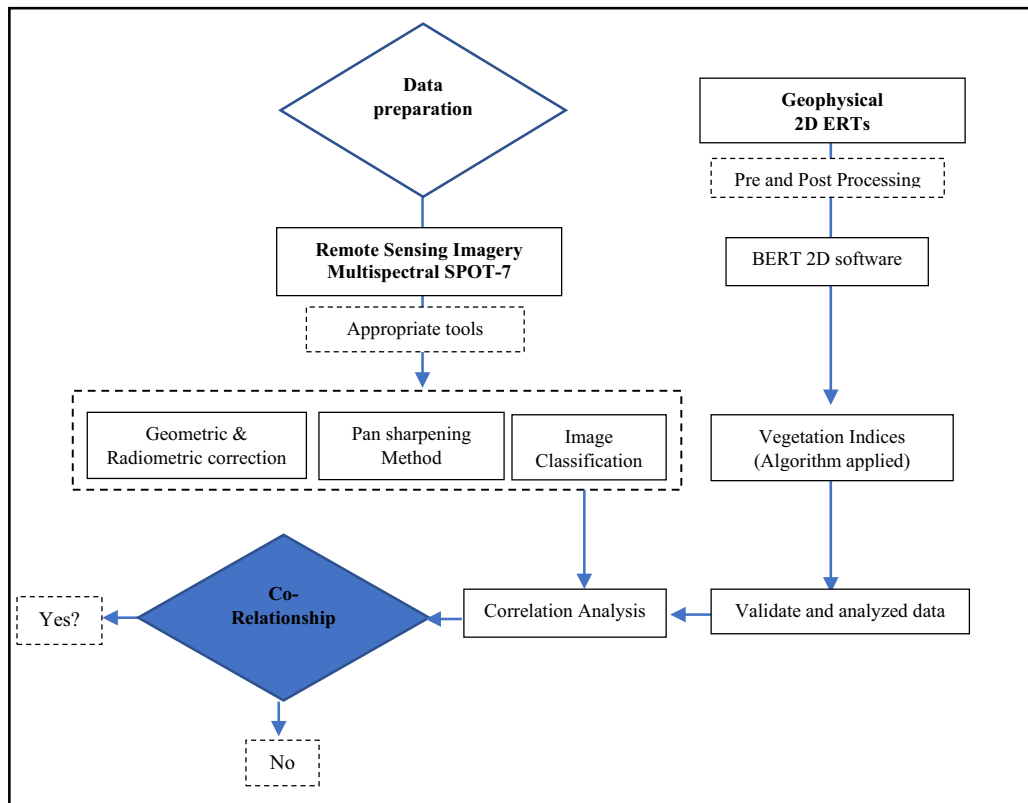 Data
preparation
Geophysical
2D ERTs
Pre and Post Processing
Remote Sensing Imagery
Multispectral SPOT-7
BERT 2D software
Appropriate tools
Geometric &
Radiometric correction
Pan sharpening
Method
Image
Classification
Vegetation Indices
(Algorithm applied)
Co-
Relationship
Yes?
Correlation Analysis
Validate and analyzed data
No